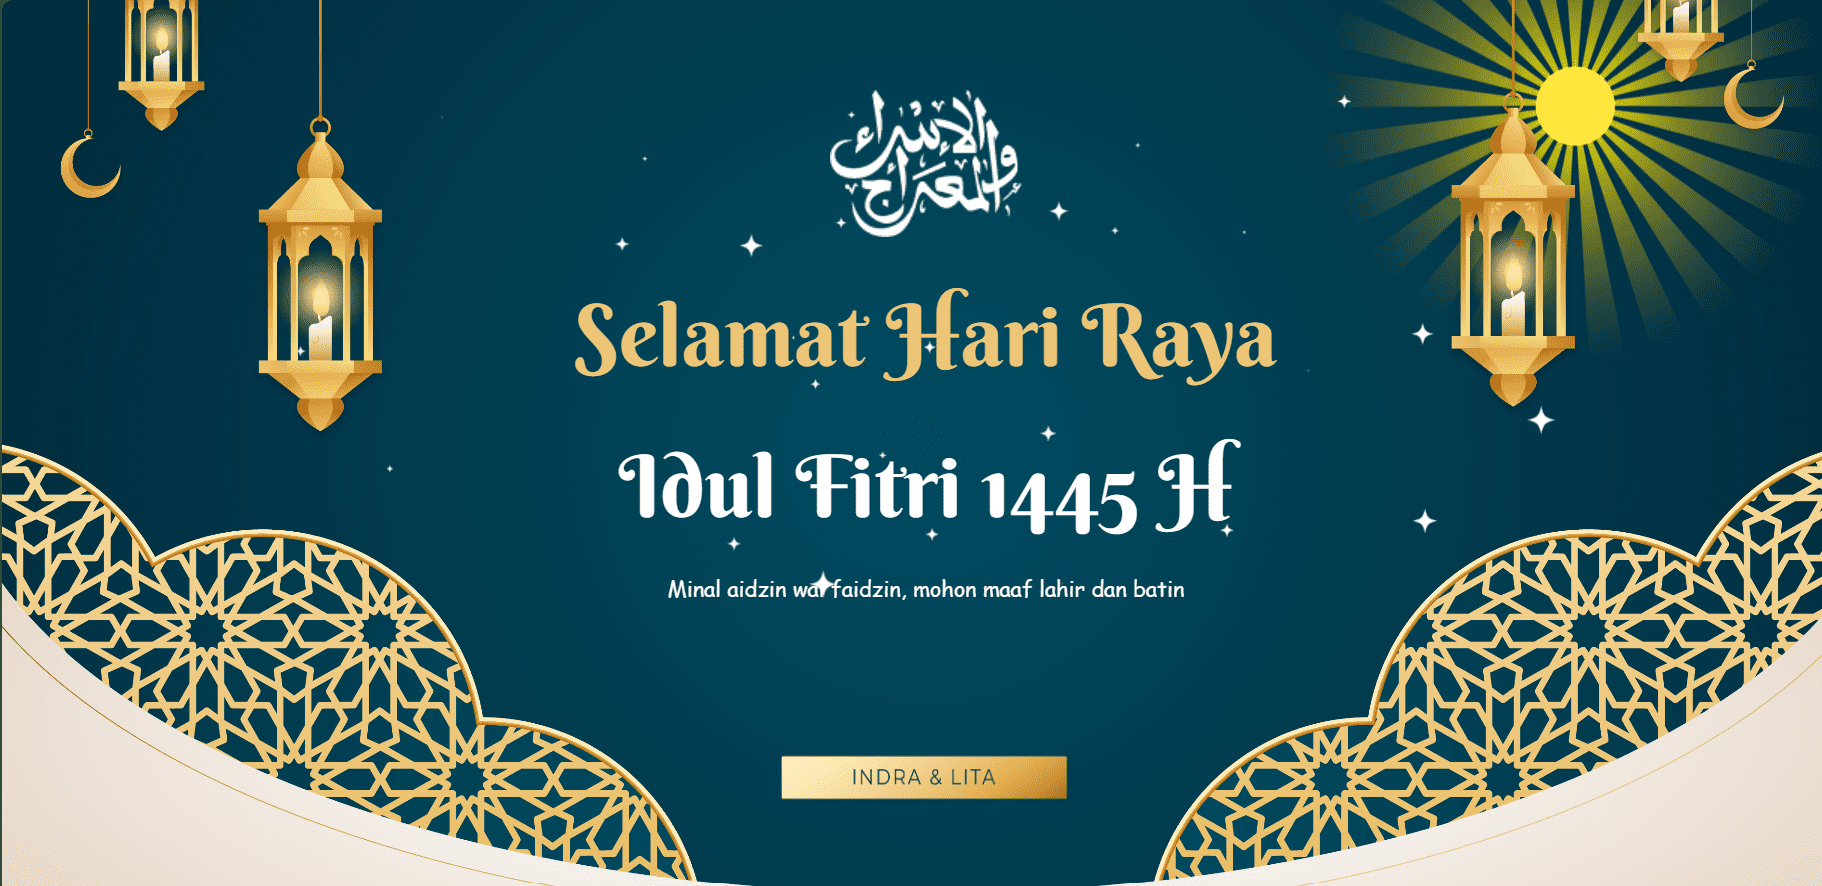 الإسراء
والمعراج
Selamat Hari Raya
Idul Fitri 1445 H
Minal aidzin wal faidzin, mohon maaf lahir dan batin
INDRA & LITA